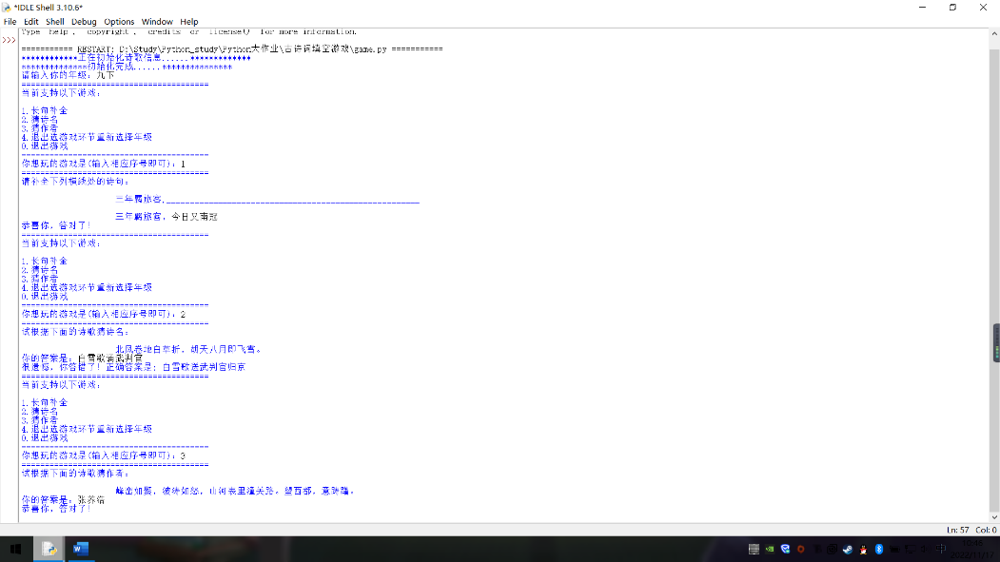 *IDLE Shell 3.10.6*
File Edit Shell Debug Options Window Help
Type "help", "copyright", "credits" or "license()" for more information.
>>>
=========== RESTART: D:\Study\Python_study\Python大作业\古诗词填空游戏\game.py ===========
************正在初始化诗歌信息......*************
**************初始化完成......***************
请输入你的年级：九下
========================================
当前支持以下游戏：
1.长句补全
2.猜诗名
3.猜作者
4.退出选游戏环节重新选择年级
0.退出游戏
========================================
你想玩的游戏是(输入相应序号即可)：1
========================================
请补全下列横线处的诗句：
三年羁旅客,______________________________________________________
三年羁旅客，今日又南冠
恭喜你，答对了！
========================================
当前支持以下游戏：
1.长句补全
2.猜诗名
3.猜作者
4.退出选游戏环节重新选择年级
0.退出游戏
========================================
你想玩的游戏是(输入相应序号即可)：2
========================================
试根据下面的诗歌猜诗名：
北风卷地白草折，胡天八月即飞雪。
你的答案是：白雪歌诵武判官
很遗憾，你答错了！正确答案是：白雪歌送武判官归京
========================================
当前支持以下游戏：
1.长句补全
2.猜诗名
3.猜作者
4.退出选游戏环节重新选择年级
0.退出游戏
========================================
你想玩的游戏是(输入相应序号即可)：3
========================================
试根据下面的诗歌猜作者：
峰峦如聚，波涛如怒，山河表里潼关路。望西都，意踌躇。
你的答案是：张养浩
恭喜你，答对了！
Ln: 57 Col: 0
中